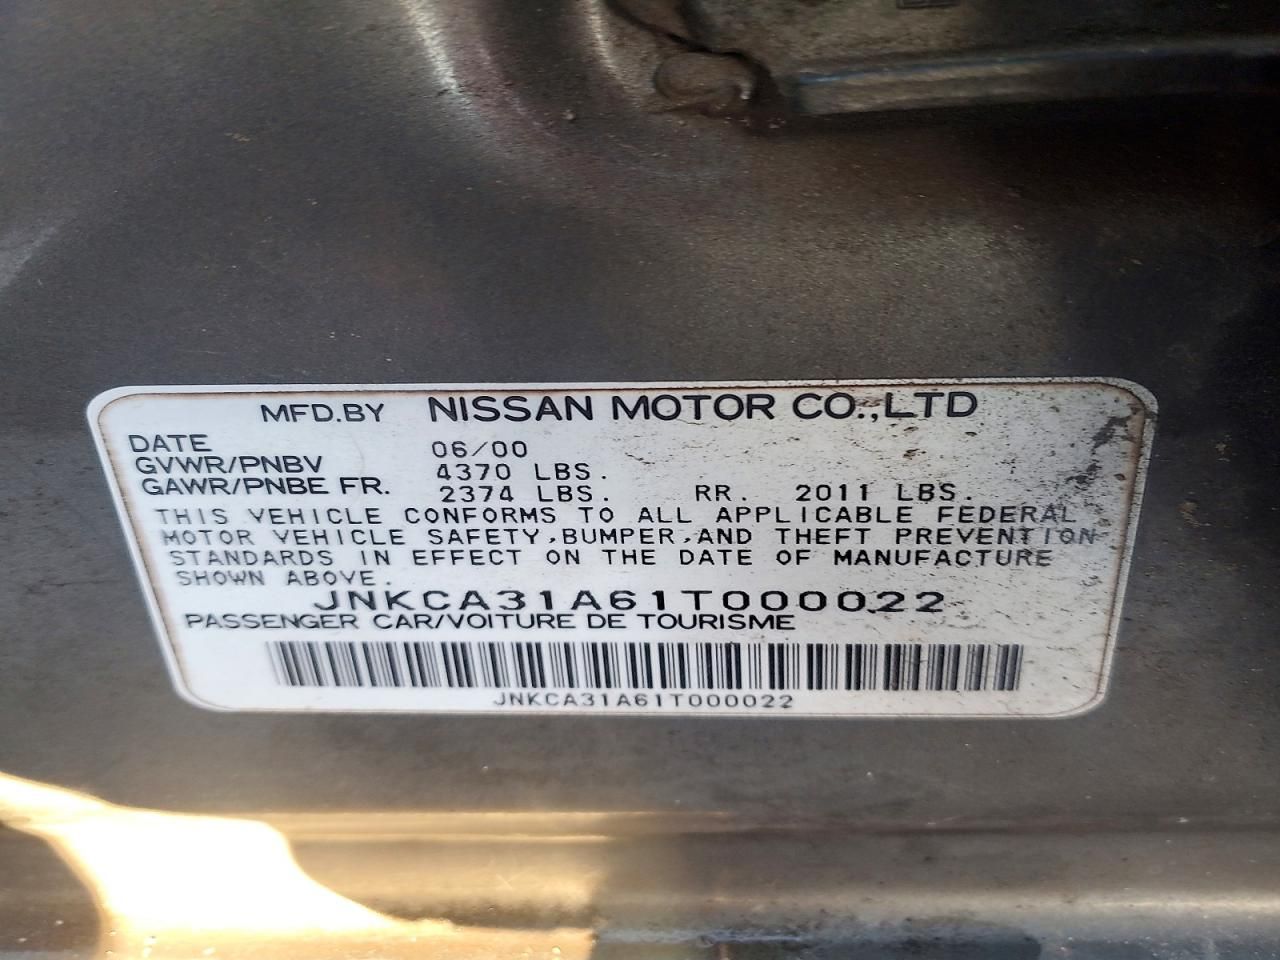 MFD.BY NISSAN MOTOR CO.,LTD
DATE 06/00
GVWR/PNBV 4370 LBS.
GAWR/PNBE FR. 2374 LBS. RR. 2011 LBS.
THIS VEHICLE CONFORMS TO ALL APPLICABLE FEDERAL
MOTOR VEHICLE SAFETY,BUMPER,AND THEFT PREVENTION
STANDARDS IN EFFECT ON THE DATE OF MANUFACTURE
SHOWN ABOVE.
JNKCA31A61T000022
PASSENGER CAR/VOITURE DE TOURISME
JNKCA31A61T000022